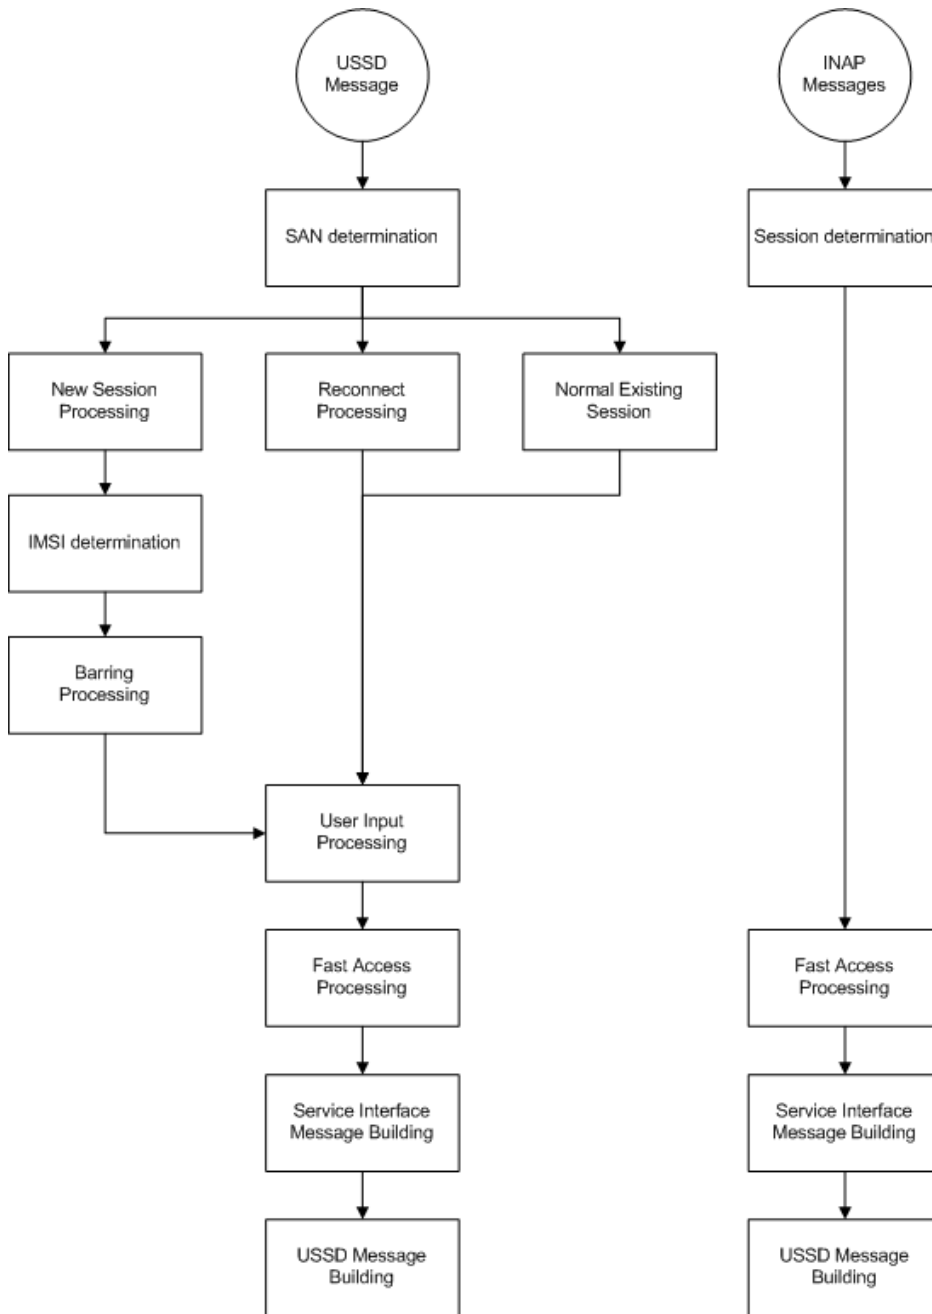 USSD
Message
INAP
Messages
SAN determination
Session determination
New Session
Processing
Reconnect
Processing
Normal Existing
Session
IMSI determination
Barring
Processing
User Input
Processing
Fast Access
Processing
Fast Access
Processing
Service Interface
Message Building
Service Interface
Message Building
USSD Message
Building
USSD Message
Building